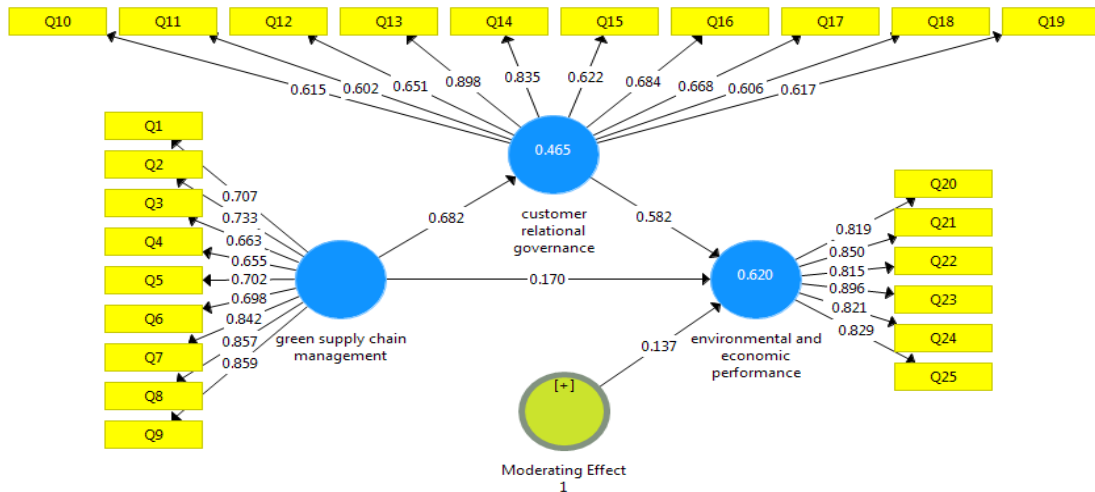 Q10 Q11 Q12 Q13 Q14 Q15 Q16 Q17 Q18 Q19
0.615 0.602 0.651 0.898 0.835 0.622 0.684 0.668 0.606 0.617
0.465
customer
relational
governance
Q1
Q2
Q3
Q4
Q5
Q6
Q7
Q8
Q9
0.707
0.733
0.663
0.655
0.702
0.698
0.842
0.857
0.859
green supply chain
management
0.682
0.582
0.170
0.137
0.620
environmental and
economic
performance
0.819
0.850
0.815
0.896
0.821
0.829
Q20
Q21
Q22
Q23
Q24
Q25
[+]
Moderating Effect
1